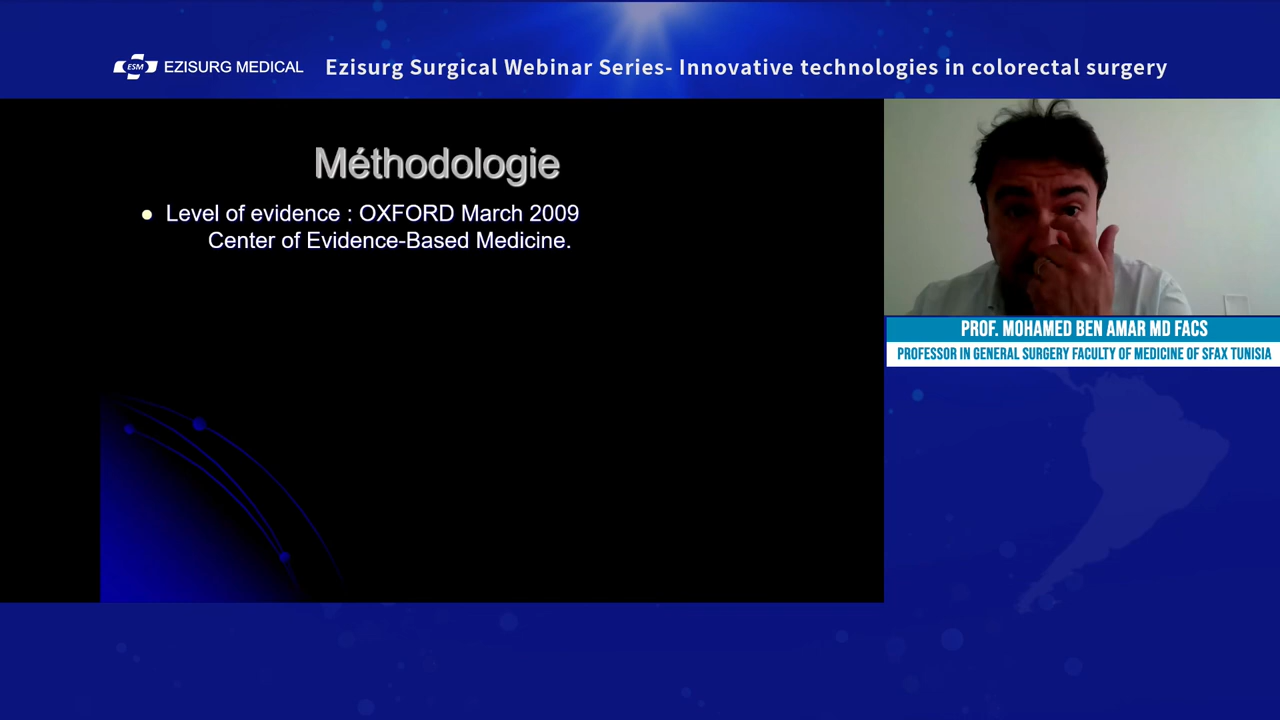 ESM EZISURG MEDICAL
Ezisurg Surgical Webinar Series- Innovative technologies in colorectal surgery
Méthodologie
● Level of evidence : OXFORD March 2009
Center of Evidence-Based Medicine.
PROF. MOHAMED BEN AMAR MD FACS
PROFESSOR IN GENERAL SURGERY FACULTY OF MEDICINE OF SFAX TUNISIA